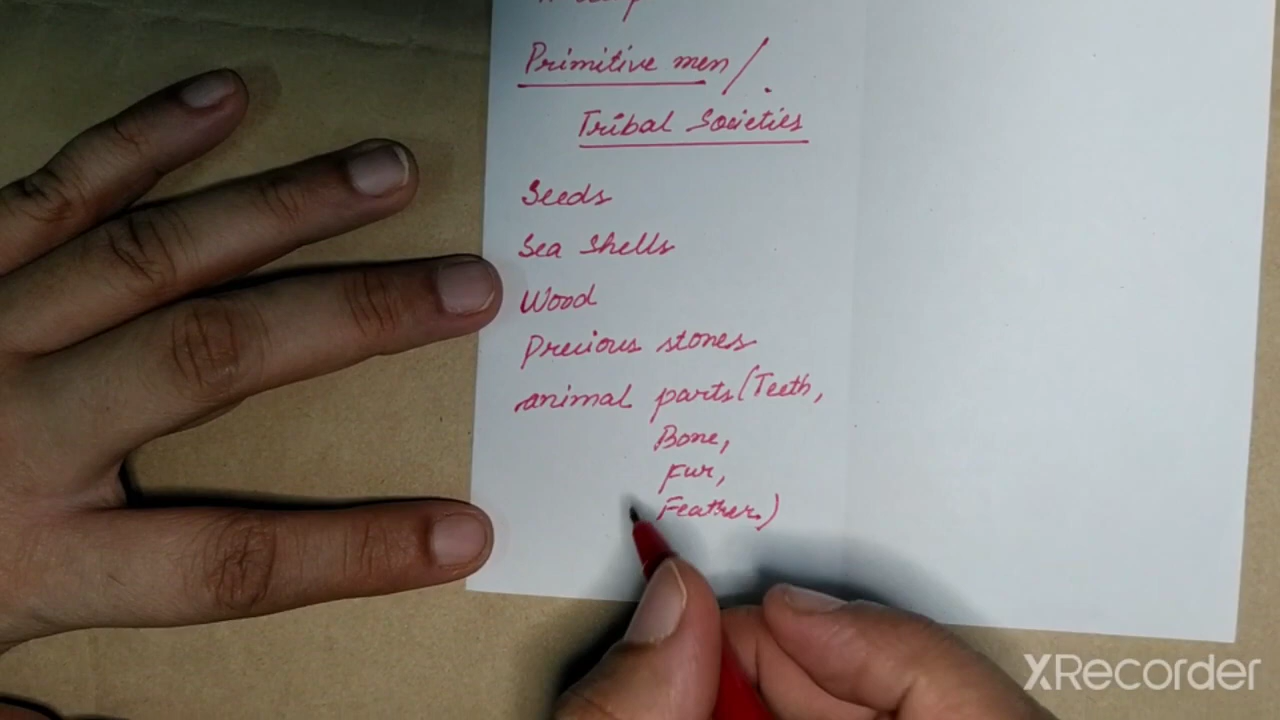 Primitive men/.
Tribal Societies
Seeds
Sea Shells
Wood
Precious stones
animal parts (Teeth,
Bone,
Fur,
Feather)
XRecorder